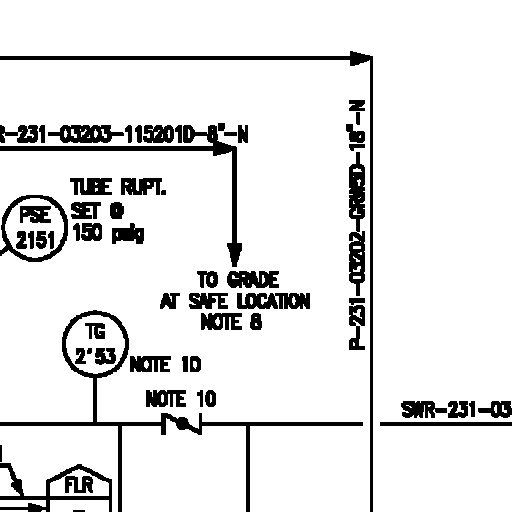 R-231-03203-115201D-8"-N
TUBE RUPT.
SET @
150 psig
PSE
2151
TO GRADE
AT SAFE LOCATION
NOTE 8
P-231-03202-GRW5D-18"-N
TG
2'53
NOTE 10
NOTE 10
SWR-231-03
FLR